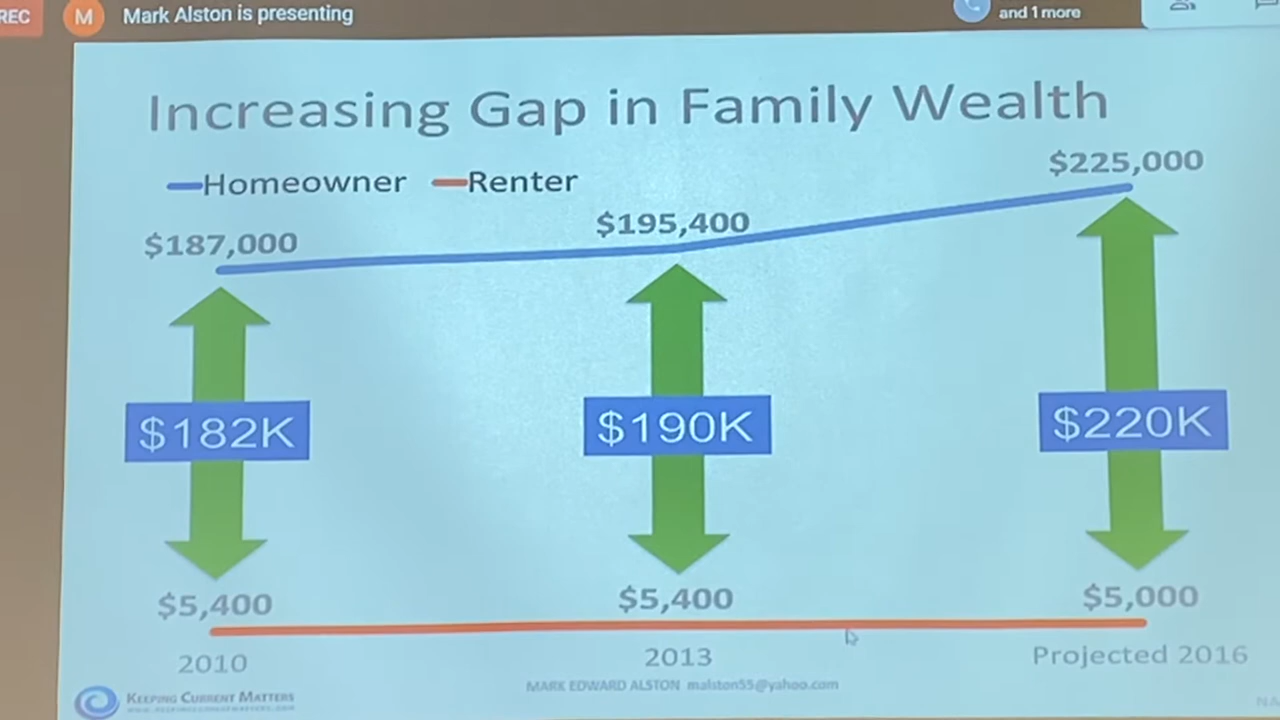 REC
M
Mark Alston is presenting
and 1 more
Increasing Gap in Family Wealth
Homeowner Renter
$225,000
$195,400
$187,000
$182K
$190K
$220K
$5,400
$5,400
$5,000
2010
2013
Projected 2016
MARK EDWARD ALSTON malston55@yahoo.com
KEEPING CURRENT MATTERS